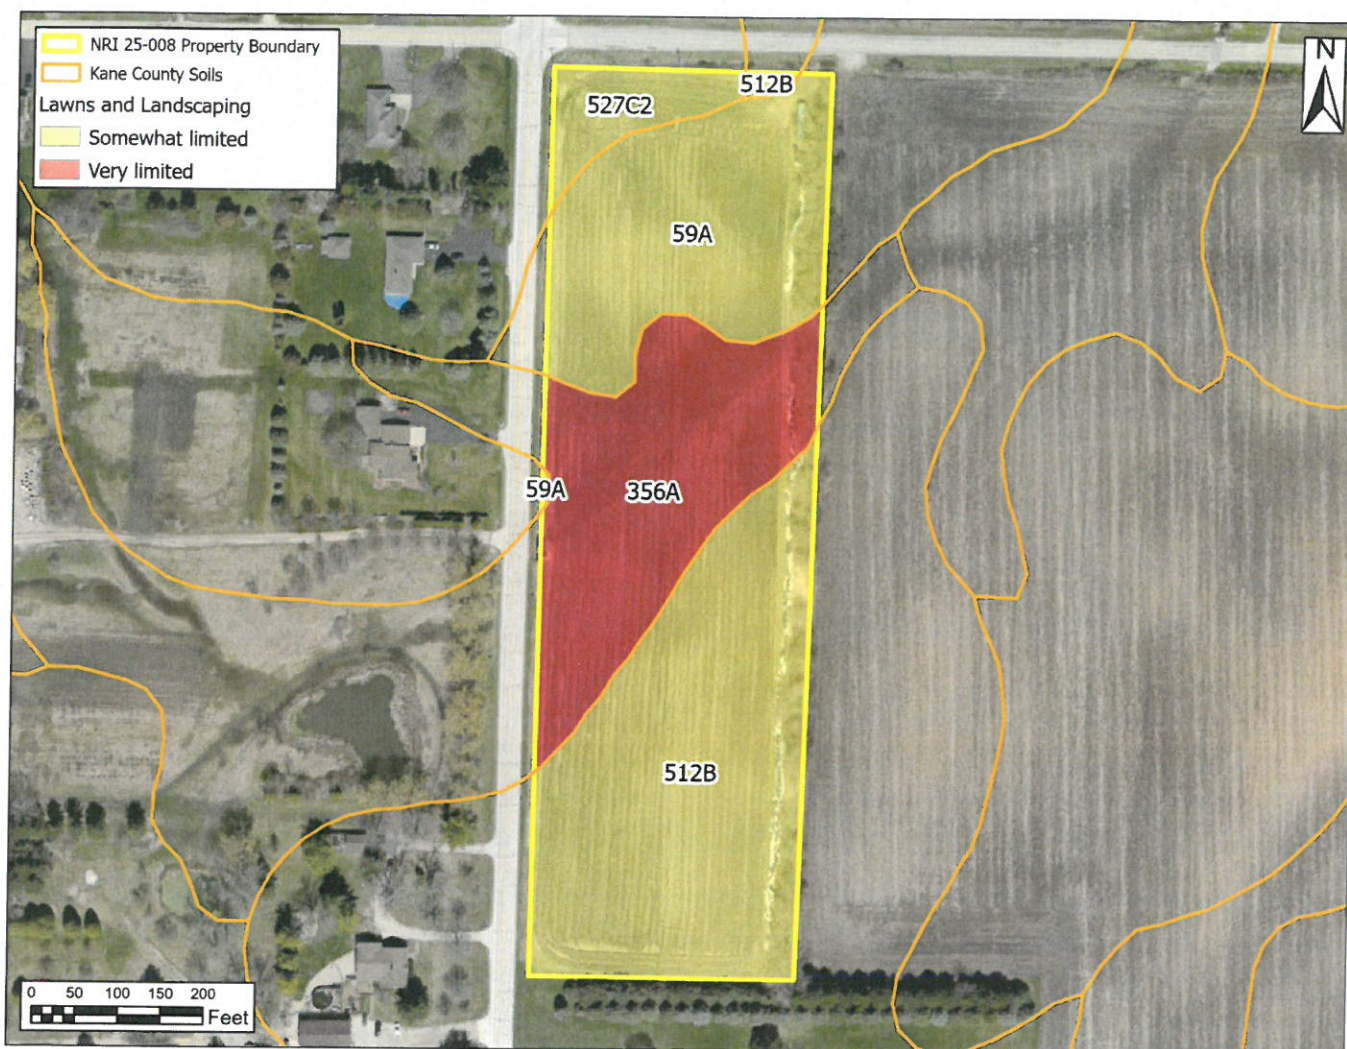 NRI 25-008 Property Boundary
Kane County Soils
Lawns and Landscaping
Somewhat limited
Very limited
N
512B
527C2
59A
59A
356A
512B
0 50 100 150 200
Feet